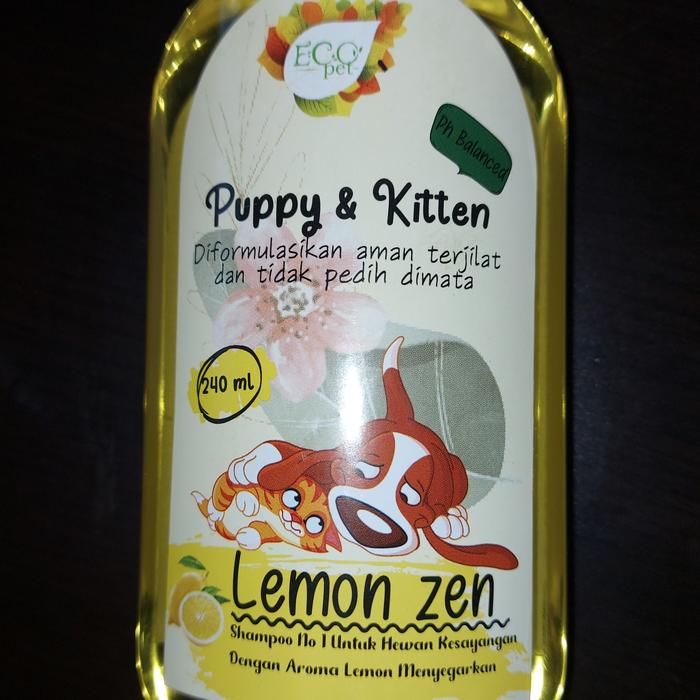 ECO
pet
Ph Balanced
Puppy & Kitten
Diformulasikan aman terjilat
dan tidak pedih dimata
240 ml
Lemon zen
Shampoo No 1 Untuk Hewan Kesayangan
Dengan Aroma Lemon Menyegarkan